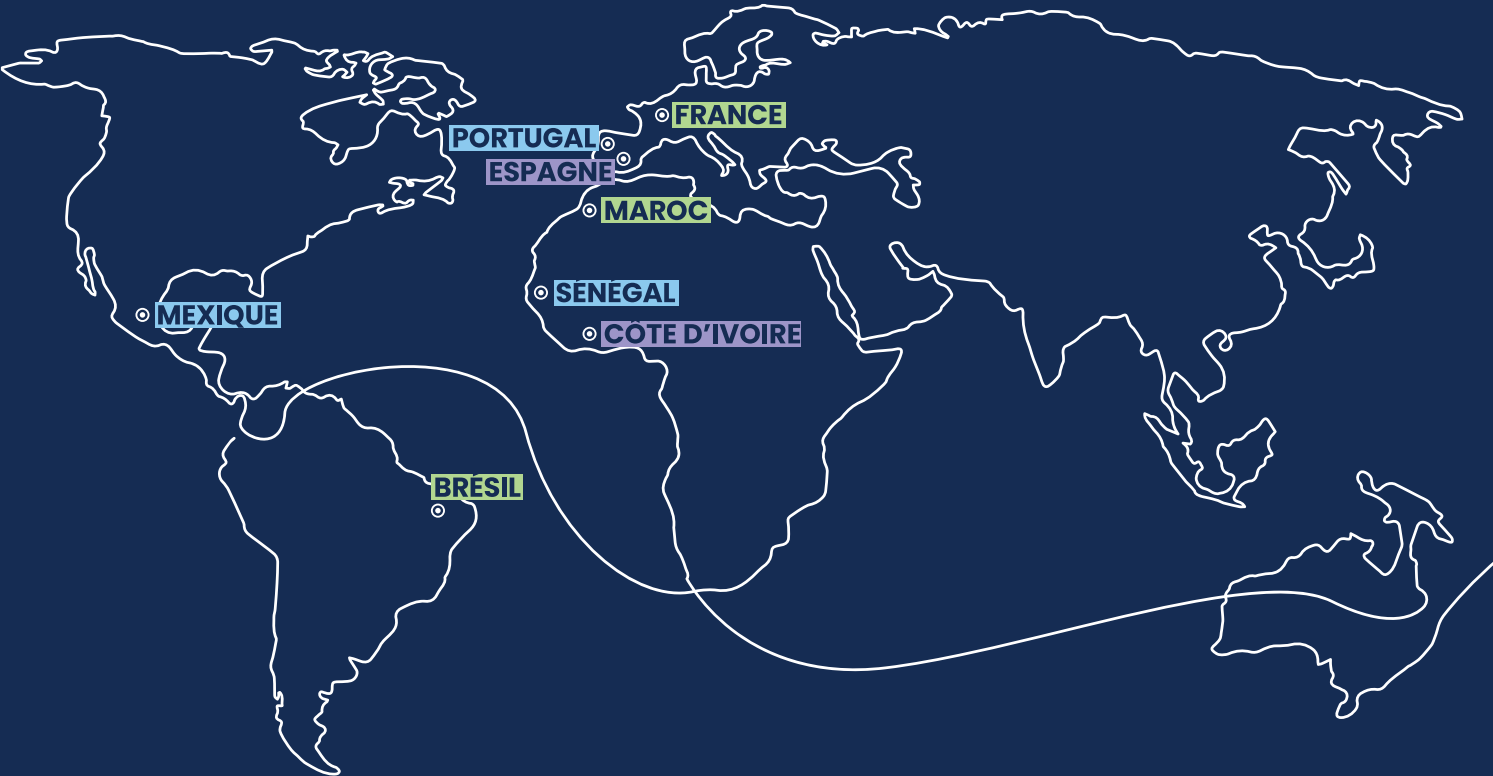 FRANCE
PORTUGAL
ESPAGNE
MAROC
SÉNÉGAL
MEXIQUE
CÔTE D’IVOIRE
BRÉSIL